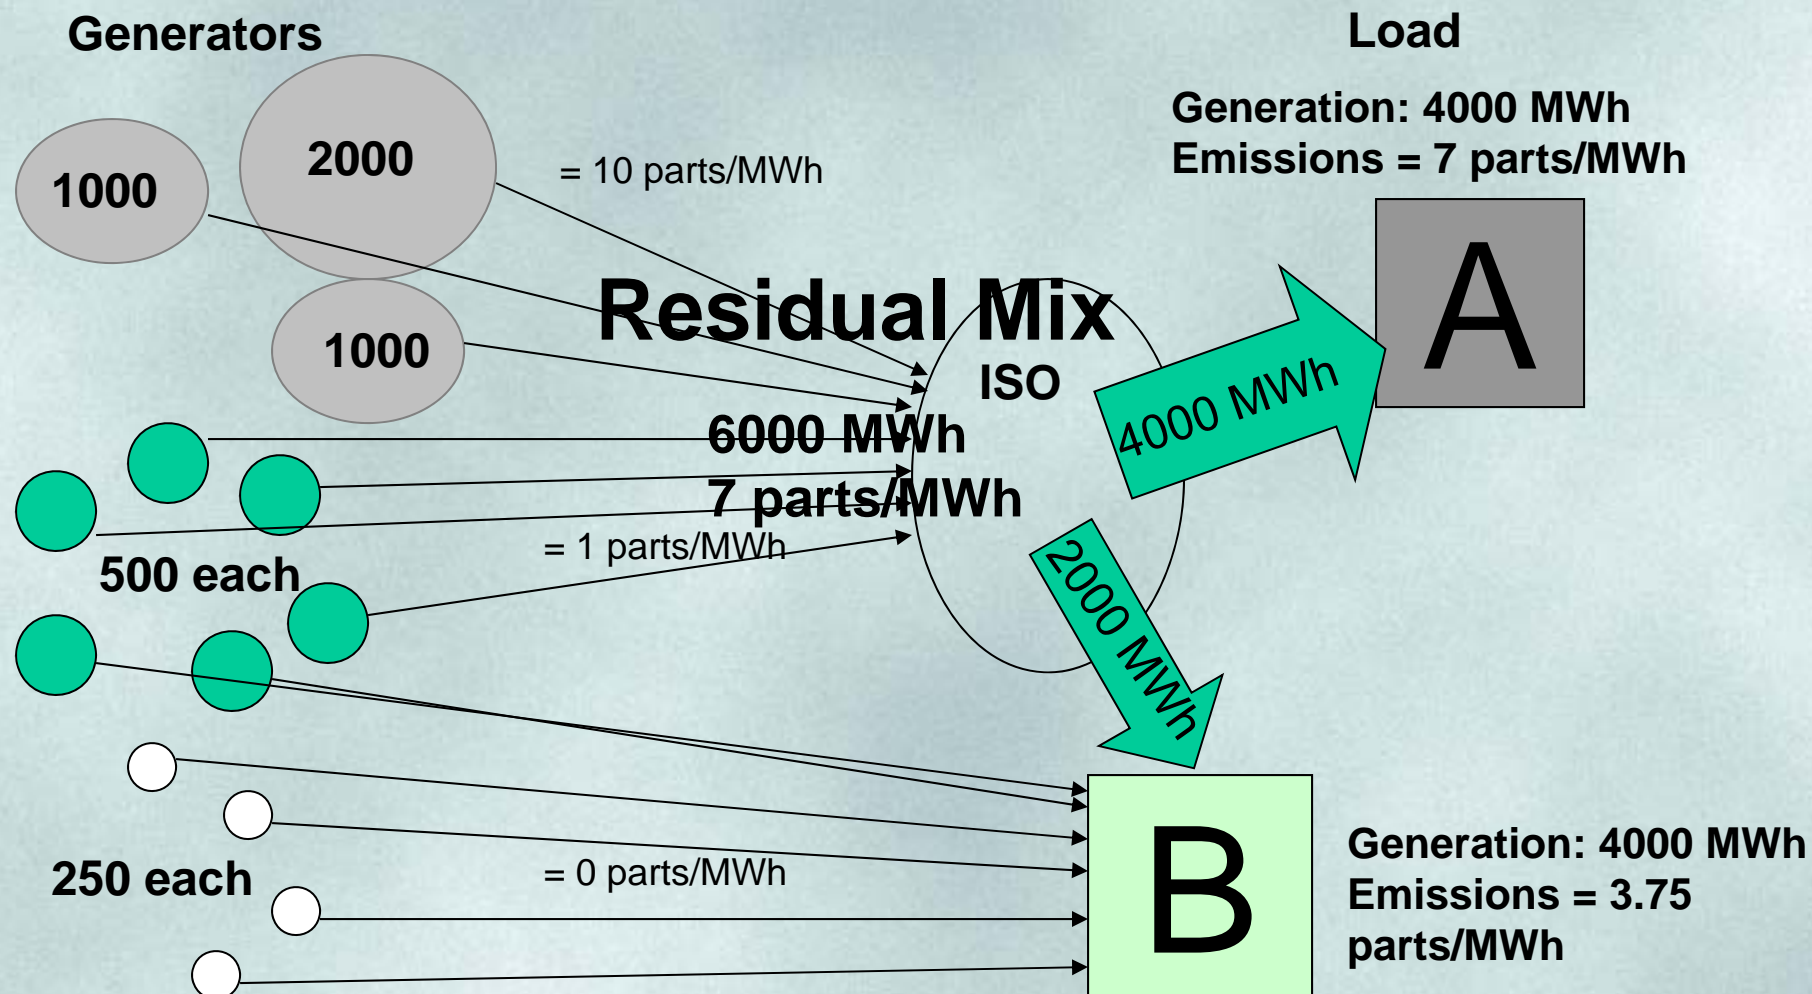 Generators
Load
Generation: 4000 MWh
Emissions = 7 parts/MWh
1000
2000
= 10 parts/MWh
A
1000
Residual Mix
ISO
4000 MWh
6000 MWh
7 parts/MWh
= 1 parts/MWh
500 each
2000 MWh
250 each
= 0 parts/MWh
B
Generation: 4000 MWh
Emissions = 3.75
parts/MWh